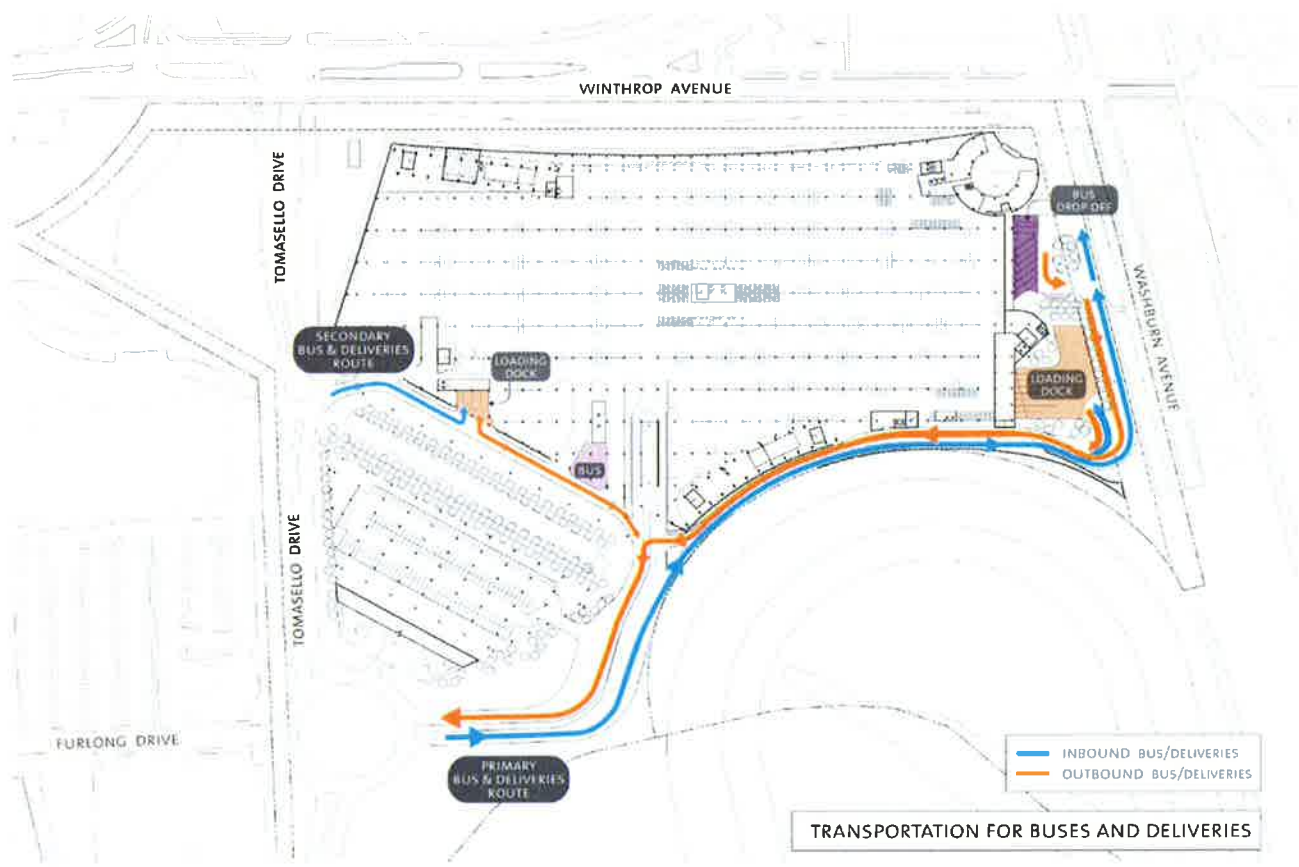 WINTHROP AVENUE
TOMASELLO DRIVE
BUS
DROP OFF
WASHBURN AVENUE
SECONDARY
BUS & DELIVERIES
ROUTE
LOADING
DOCK
LOADING
DOCK
BUS
TOMASELLO DRIVE
FURLONG DRIVE
PRIMARY
BUS & DELIVERIES
ROUTE
INBOUND BUS/DELIVERIES
OUTBOUND BUS/DELIVERIES
TRANSPORTATION FOR BUSES AND DELIVERIES